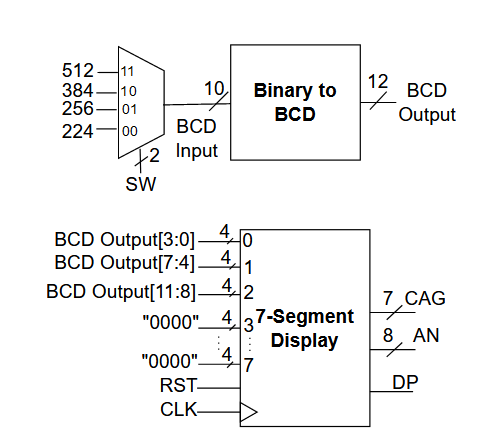 512
11
384
10
256
01
224
00
2
SW
10
BCD
Input
Binary to
BCD
12
BCD
Output
BCD Output[3:0]
4
0
BCD Output[7:4]
4
1
BCD Output[11:8]
4
2
"0000"
4
3
"0000"
4
7
RST
CLK
7-Segment
Display
7
CAG
8
AN
DP